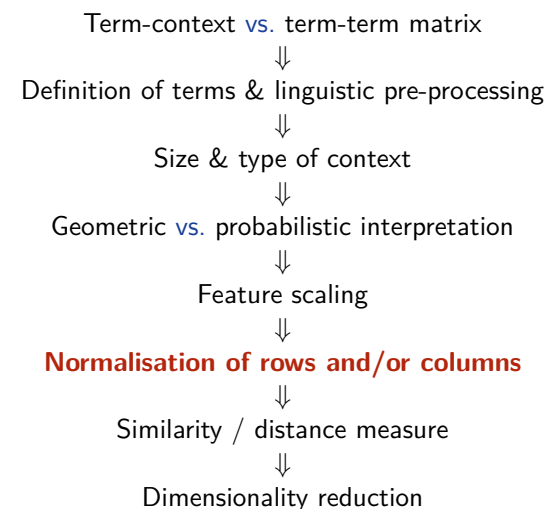 Term-context vs. term-term matrix
⇓
Definition of terms & linguistic pre-processing
⇓
Size & type of context
⇓
Geometric vs. probabilistic interpretation
⇓
Feature scaling
⇓
Normalisation of rows and/or columns
⇓
Similarity / distance measure
⇓
Dimensionality reduction